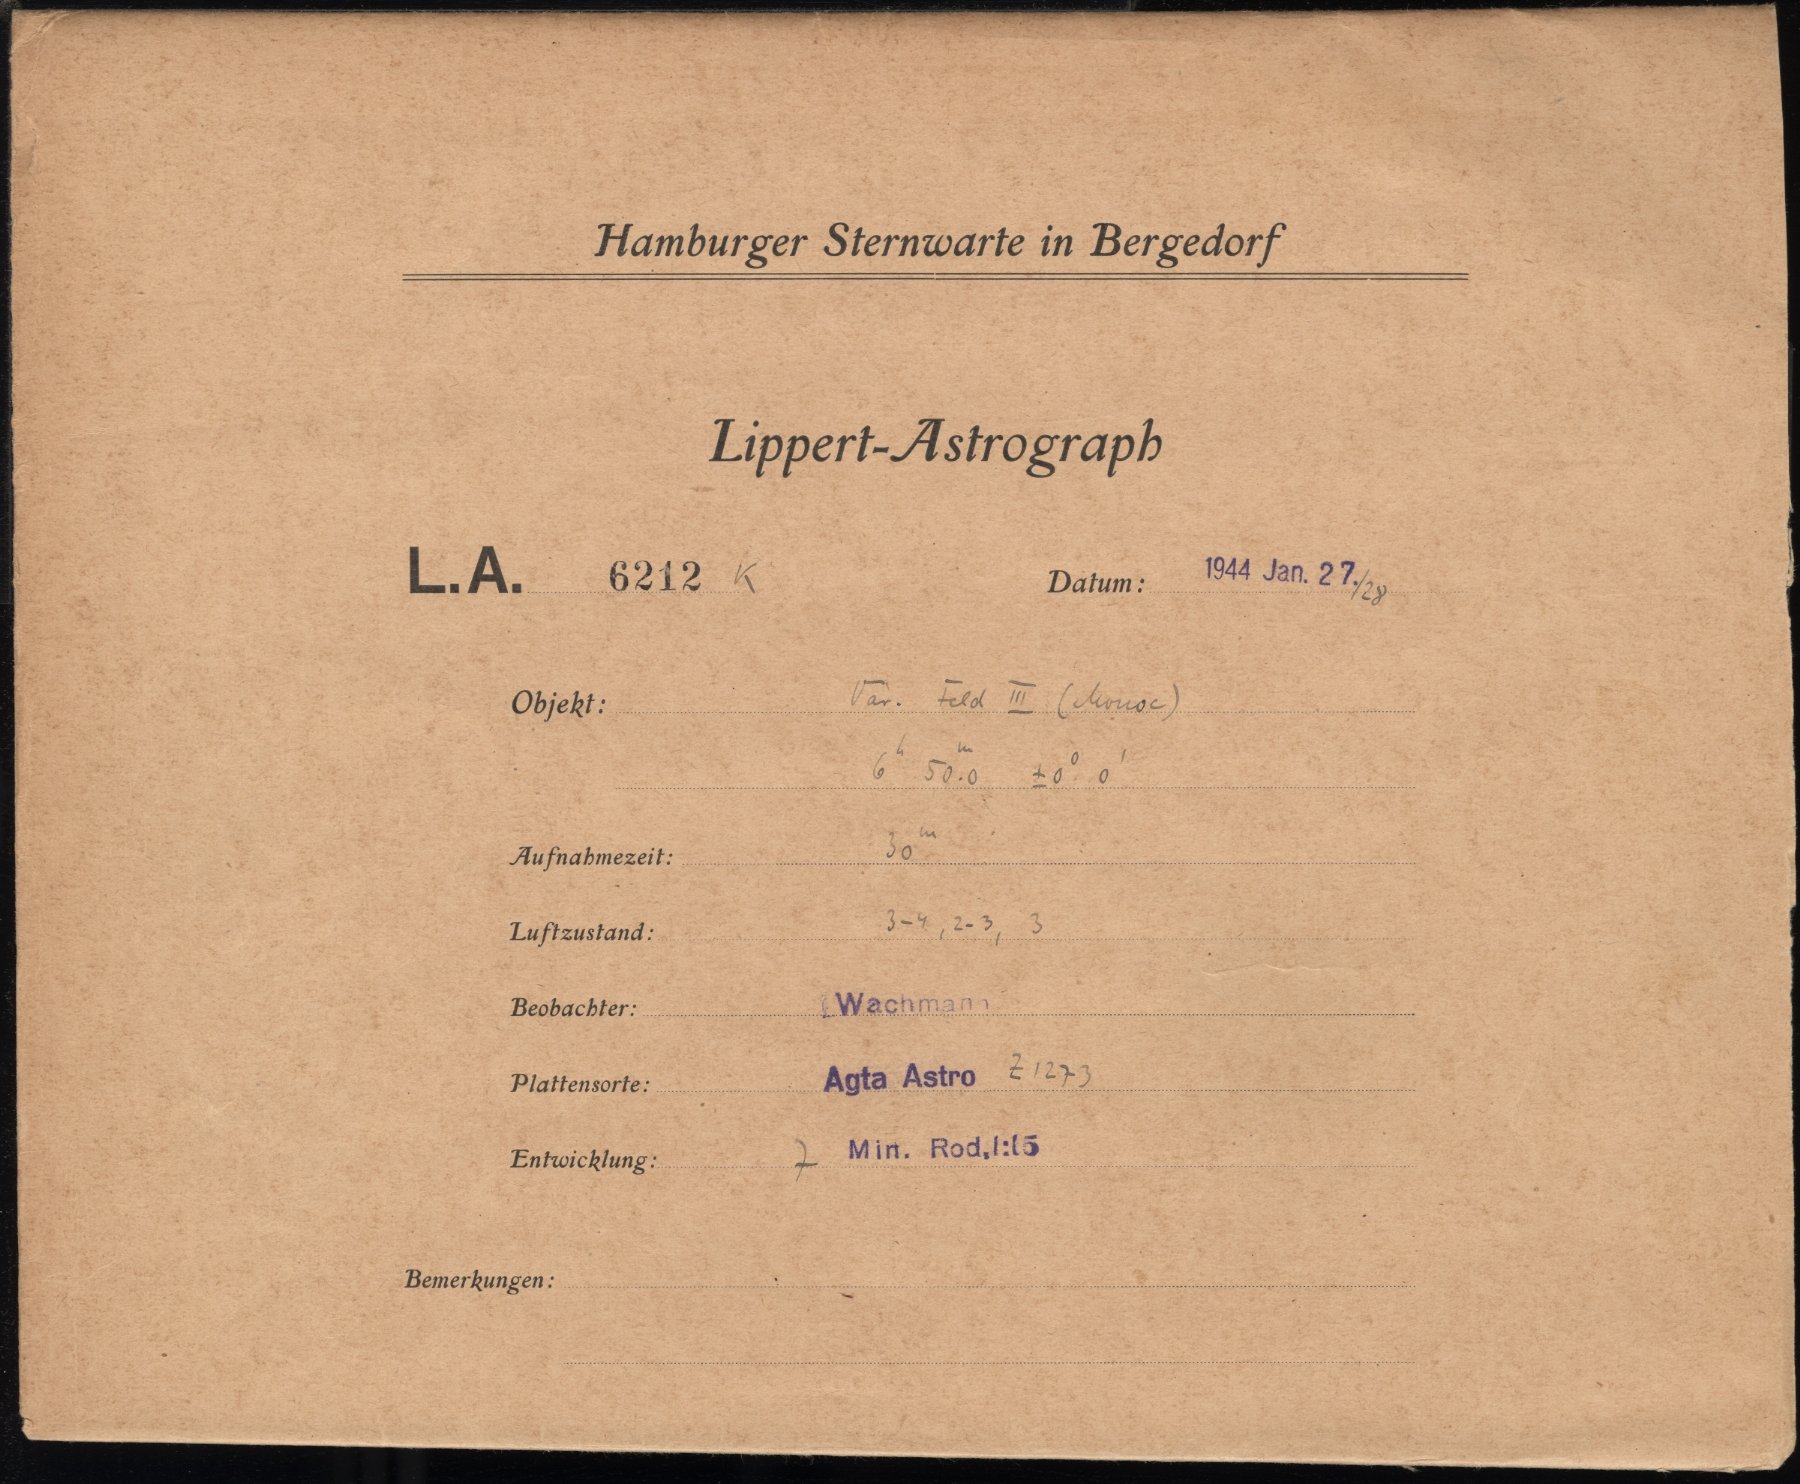 Hamburger Sternwarte in Bergedorf
Lippert-Astrograph
L.A. 6212 K Datum: 1944 Jan. 27./28
Objekt: Var. Feld III (Monoc)
6ʰ 50.0ᵐ ±0° 0'
Aufnahmezeit: 30ᵐ
Luftzustand: 3-4, 2-3, 3
Beobachter: Wachmann
Plattensorte: Agfa Astro Z1273
Entwicklung: 7 Min. Rod. 1:15
Bemerkungen: